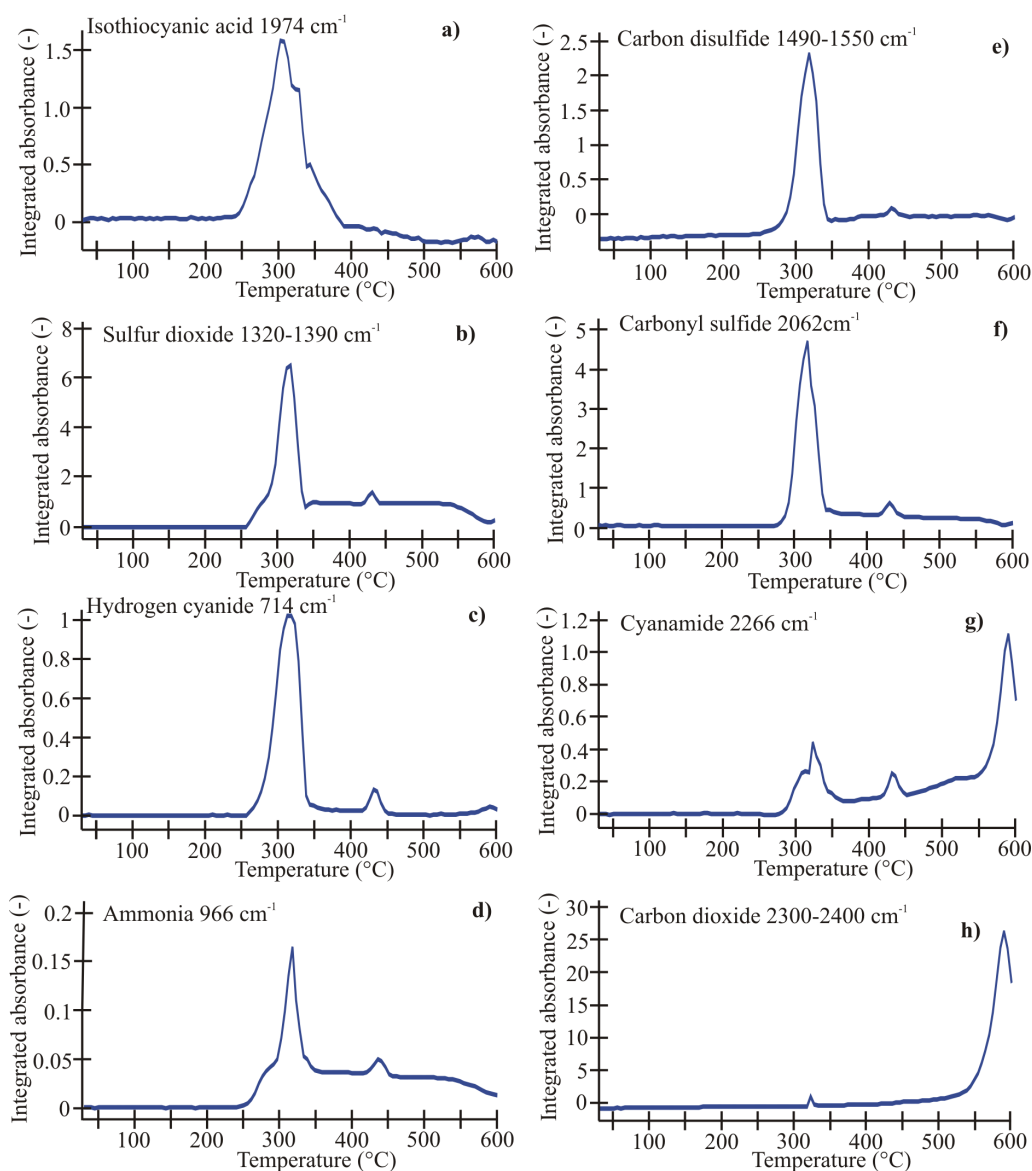 Isothiocyanic acid 1974 cm⁻¹
a)
Integrated absorbance (-)
1.5
1.0
0.5
0
100 200 300 400 500 600
Temperature (°C)
Carbon disulfide 1490-1550 cm⁻¹
e)
Integrated absorbance (-)
2.5
2
1.5
1
0.5
0
100 200 300 400 500 600
Temperature (°C)
Sulfur dioxide 1320-1390 cm⁻¹
b)
Integrated absorbance (-)
8
6
4
2
0
100 200 300 400 500 600
Temperature (°C)
Carbonyl sulfide 2062cm⁻¹
f)
Integrated absorbance (-)
5
4
3
2
1
0
100 200 300 400 500 600
Temperature (°C)
Hydrogen cyanide 714 cm⁻¹
c)
Integrated absorbance (-)
1
0.8
0.6
0.4
0.2
0
100 200 300 400 500 600
Temperature (°C)
Cyanamide 2266 cm⁻¹
g)
Integrated absorbance (-)
1.2
1.0
0.8
0.6
0.4
0.2
0
100 200 300 400 500 600
Temperature (°C)
Ammonia 966 cm⁻¹
d)
Integrated absorbance (-)
0.2
0.15
0.1
0.05
0
100 200 300 400 500 600
Temperature (°C)
Carbon dioxide 2300-2400 cm⁻¹
h)
Integrated absorbance (-)
30
25
20
15
10
5
0
100 200 300 400 500 600
Temperature (°C)